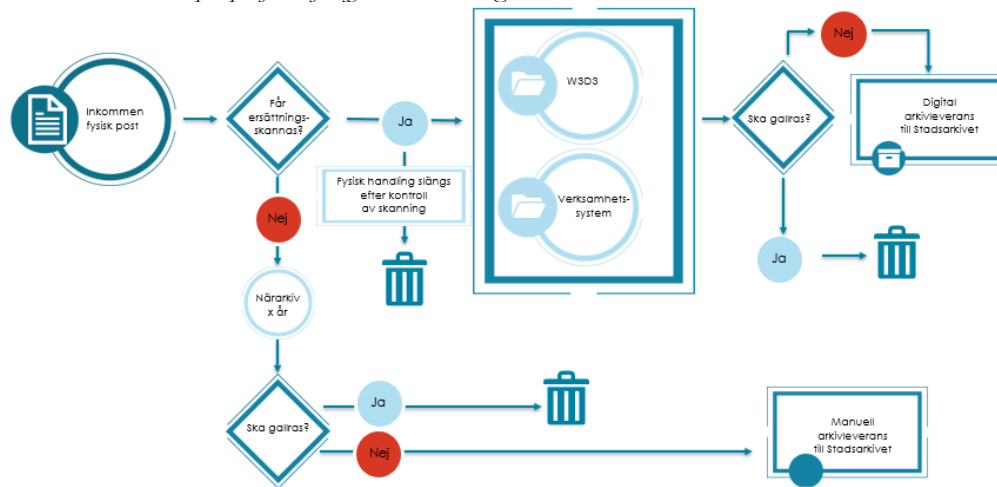 Inkommen
fysisk post
Får
ersättnings-
skannas?
Ja
Fysisk handling slängs
efter kontroll
av skanning
W3D3
Verksamhets-
system
Ska gallras?
Nej
Digital
arkivleverans
till Stadsarkivet
Ja
Nej
Närarkiv
x år
Ska gallras?
Ja
Nej
Manuell
arkivleverans
till Stadsarkivet